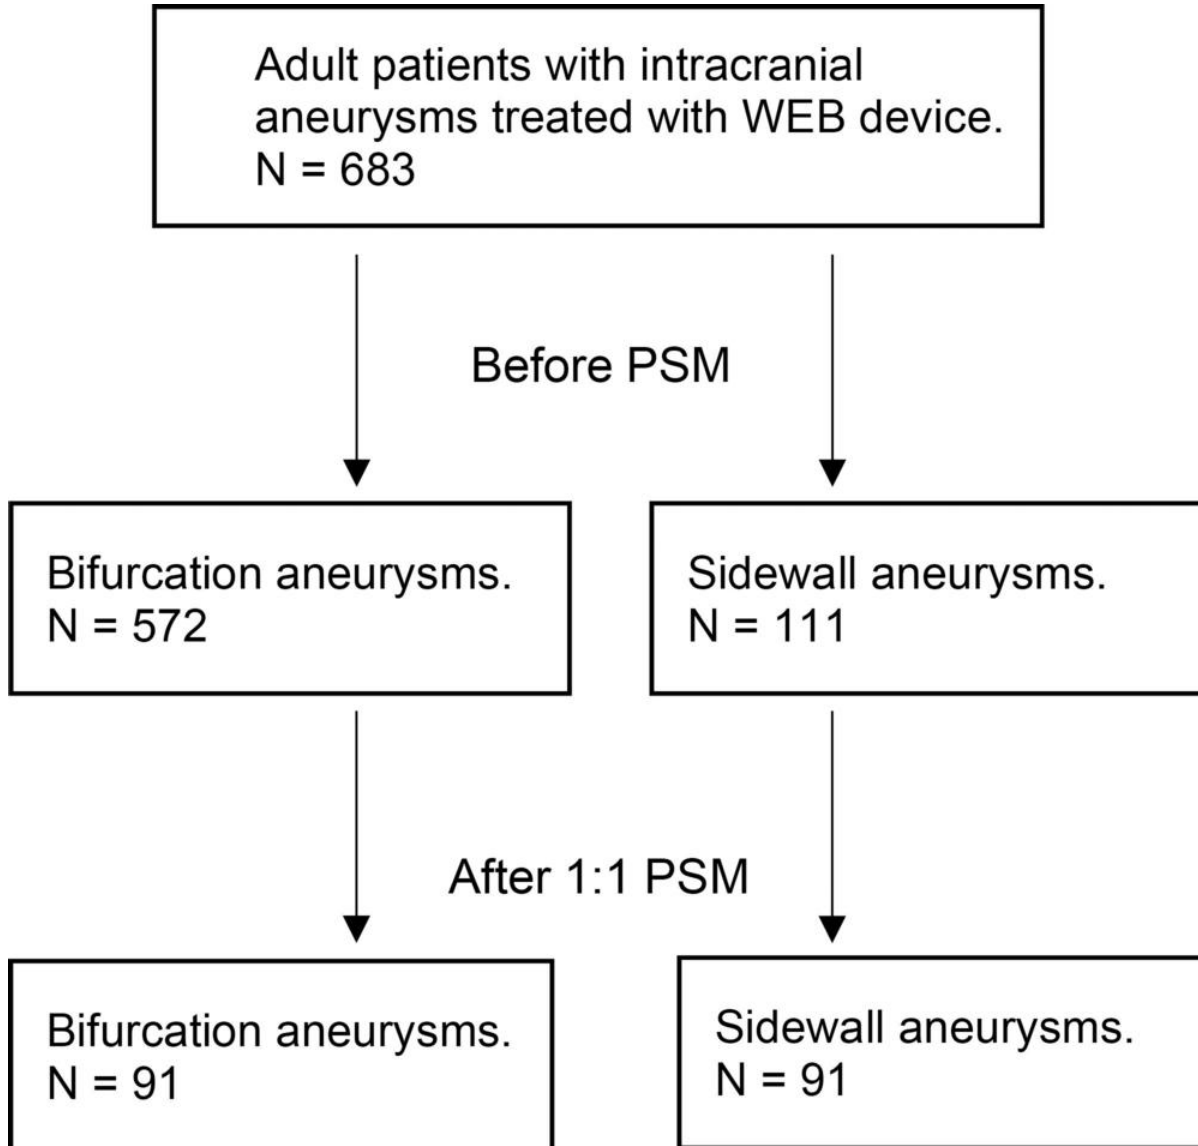 Adult patients with intracranial
aneurysms treated with WEB device.
N = 683
Before PSM
Bifurcation aneurysms.
N = 572
Sidewall aneurysms.
N = 111
After 1:1 PSM
Bifurcation aneurysms.
N = 91
Sidewall aneurysms.
N = 91